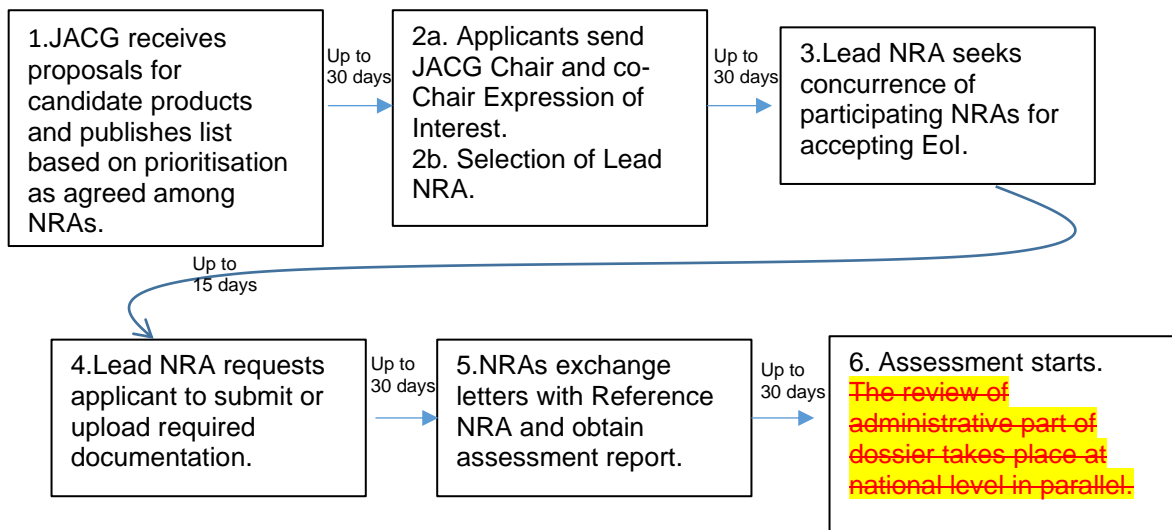 1.JACG receives
proposals for
candidate products
and publishes list
based on prioritisation
as agreed among
NRAs.
Up to
30 days
2a. Applicants send
JACG Chair and co-
Chair Expression of
Interest.
2b. Selection of Lead
NRA.
Up to
30 days
3.Lead NRA seeks
concurrence of
participating NRAs for
accepting EoI.
Up to
15 days
4.Lead NRA requests
applicant to submit or
upload required
documentation.
Up to
30 days
5.NRAs exchange
letters with Reference
NRA and obtain
assessment report.
Up to
30 days
6. Assessment starts.
The review of
administrative part of
dossier takes place at
national level in parallel.